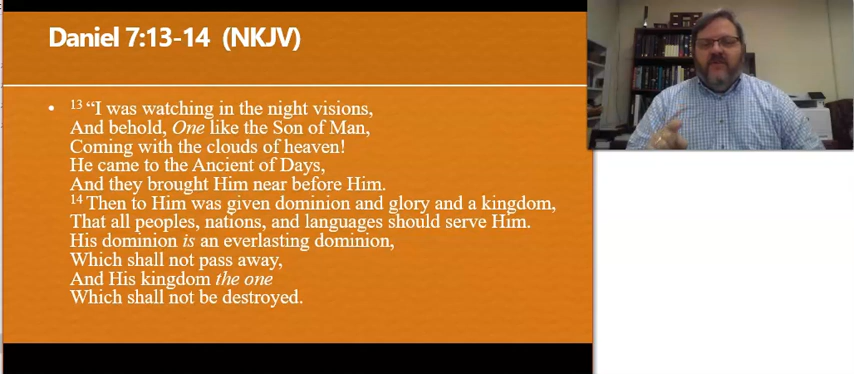 Daniel 7:13-14 (NKJV)
• 13 “I was watching in the night visions,
And behold, One like the Son of Man,
Coming with the clouds of heaven!
He came to the Ancient of Days,
And they brought Him near before Him.
14 Then to Him was given dominion and glory and a kingdom,
That all peoples, nations, and languages should serve Him.
His dominion is an everlasting dominion,
Which shall not pass away,
And His kingdom the one
Which shall not be destroyed.